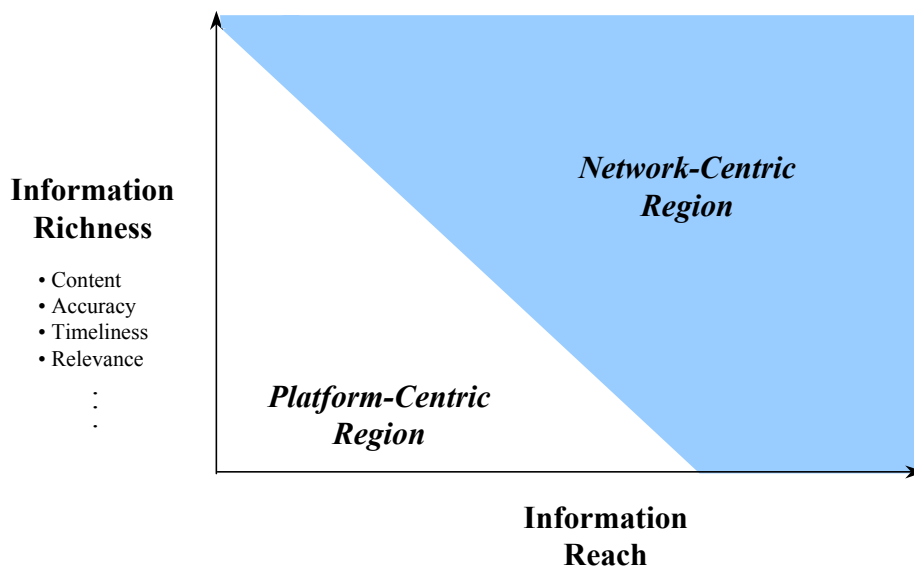 Network-Centric
Region
Information
Richness
• Content
• Accuracy
• Timeliness
• Relevance
.
.
.
Platform-Centric
Region
Information
Reach